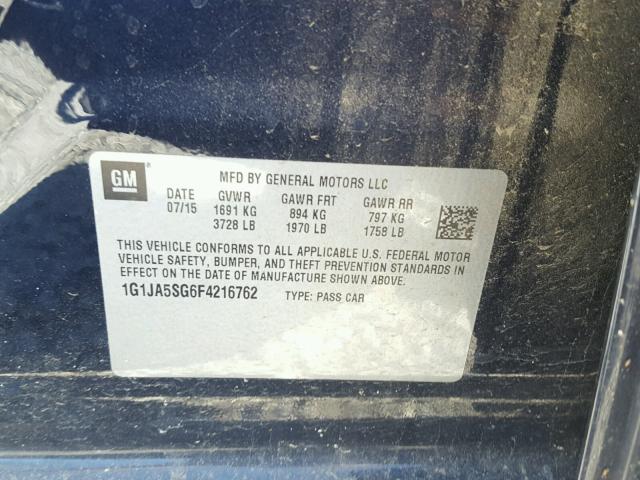 GM
MFD BY GENERAL MOTORS LLC
DATE GVWR GAWR FRT GAWR RR
07/15 1691 KG 894 KG 797 KG
3728 LB 1970 LB 1758 LB
THIS VEHICLE CONFORMS TO ALL APPLICABLE U.S. FEDERAL MOTOR
VEHICLE SAFETY, BUMPER, AND THEFT PREVENTION STANDARDS IN
EFFECT ON THE DATE OF MANUFACTURE SHOWN ABOVE.
1G1JA5SG6F4216762 TYPE: PASS CAR